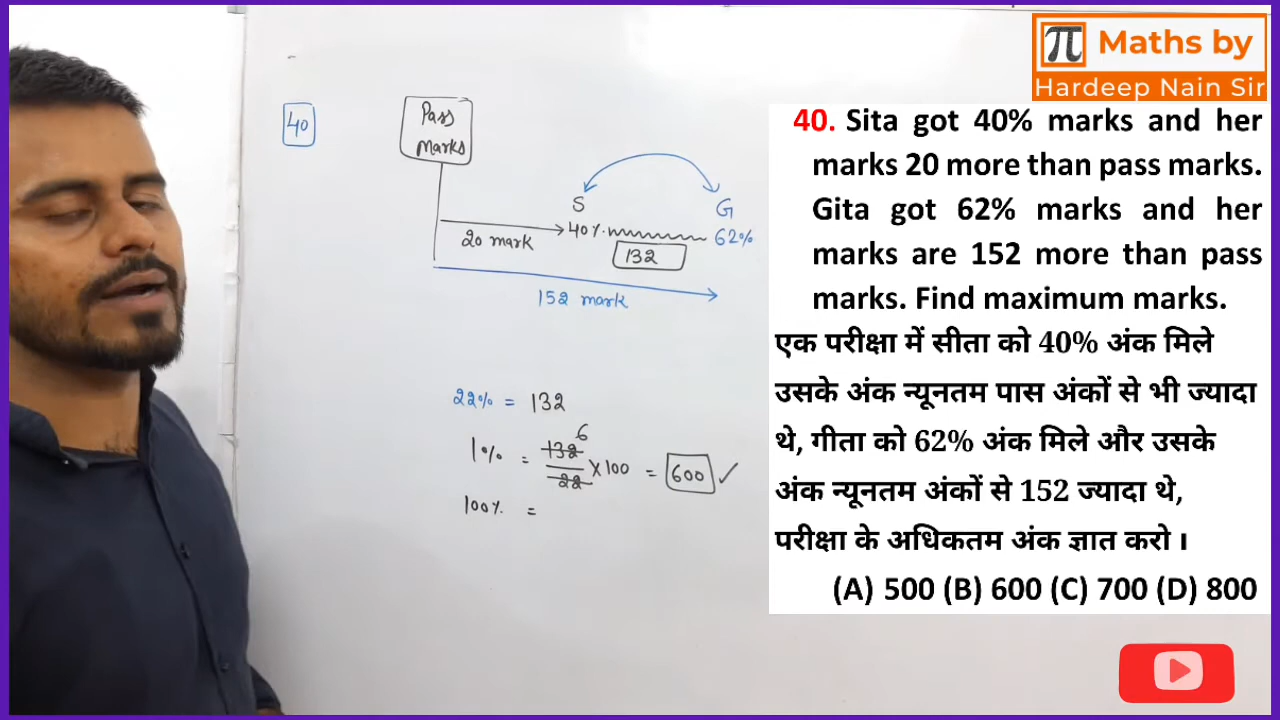 π Maths by
Hardeep Nain Sir
40
Pass
Marks
S
G
20 mark
40%
62%
132
152 mark
22% = 132
1% = 132/22 6 × 100 = 600 ✓
100% =
40. Sita got 40% marks and her
marks 20 more than pass marks.
Gita got 62% marks and her
marks are 152 more than pass
marks. Find maximum marks.
एक परीक्षा में सीता को 40% अंक मिले
उसके अंक न्यूनतम पास अंकों से भी ज्यादा
थे, गीता को 62% अंक मिले और उसके
अंक न्यूनतम अंकों से 152 ज्यादा थे,
परीक्षा के अधिकतम अंक ज्ञात करो ।
(A) 500 (B) 600 (C) 700 (D) 800